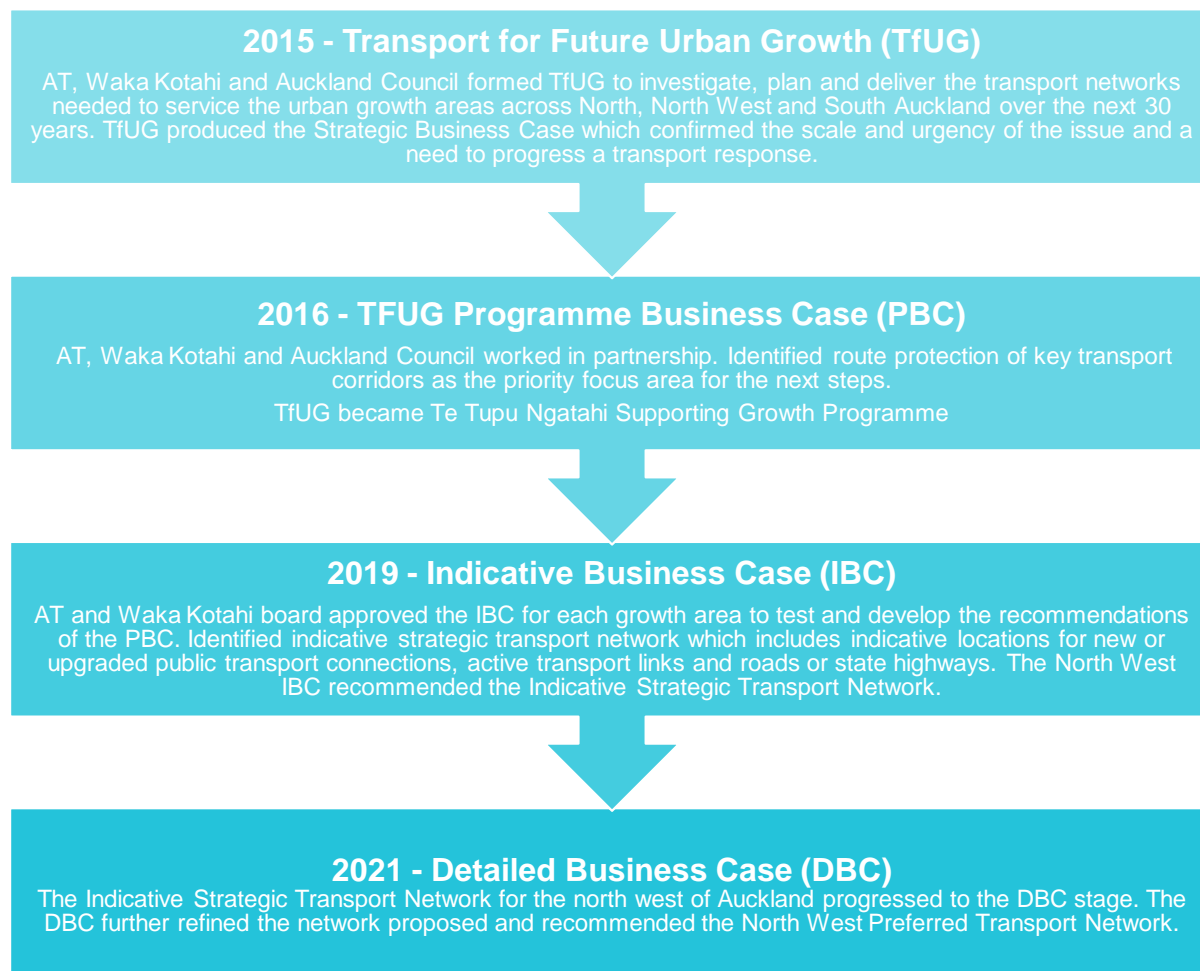 2015 - Transport for Future Urban Growth (TfUG)
AT, Waka Kotahi and Auckland Council formed TfUG to investigate, plan and deliver the transport networks
needed to service the urban growth areas across North, North West and South Auckland over the next 30
years. TfUG produced the Strategic Business Case which confirmed the scale and urgency of the issue and a
need to progress a transport response.
2016 - TFUG Programme Business Case (PBC)
AT, Waka Kotahi and Auckland Council worked in partnership. Identified route protection of key transport
corridors as the priority focus area for the next steps.
TfUG became Te Tupu Ngatahi Supporting Growth Programme
2019 - Indicative Business Case (IBC)
AT and Waka Kotahi board approved the IBC for each growth area to test and develop the recommendations
of the PBC. Identified indicative strategic transport network which includes indicative locations for new or
upgraded public transport connections, active transport links and roads or state highways. The North West
IBC recommended the Indicative Strategic Transport Network.
2021 - Detailed Business Case (DBC)
The Indicative Strategic Transport Network for the north west of Auckland progressed to the DBC stage. The
DBC further refined the network proposed and recommended the North West Preferred Transport Network.